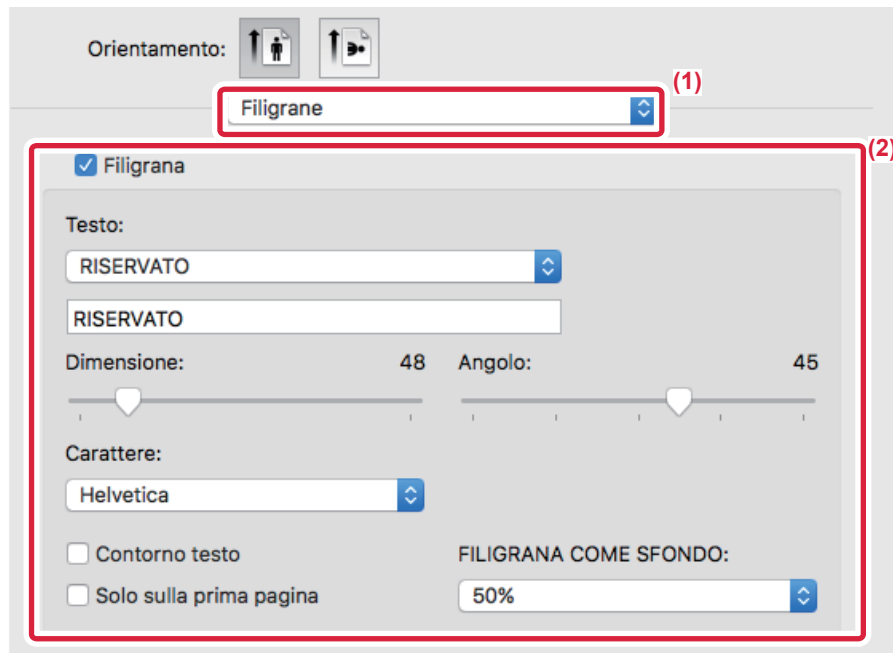 Orientamento:
(1)
Filigrane
(2)
Filigrana
Testo:
RISERVATO
RISERVATO
Dimensione: 48 Angolo: 45
Carattere:
Helvetica
Contorno testo FILIGRANA COME SFONDO:
Solo sulla prima pagina 50%